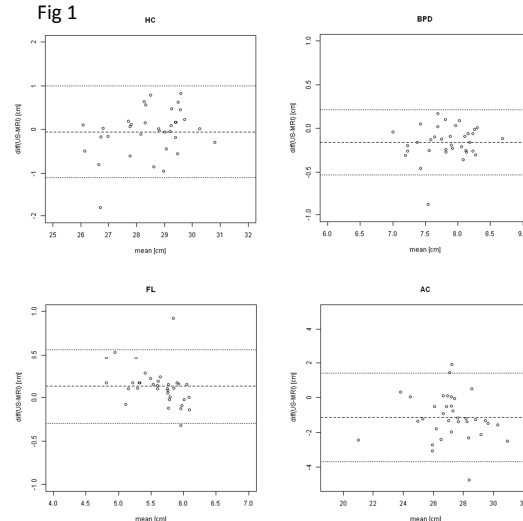 Fig 1
HC
diff(US-MRI) [cm]
2
1
0
-1
-2
25 26 27 28 29 30 31 32
mean [cm]
BPD
diff(US-MRI) [cm]
1.0
0.5
0.0
-0.5
-1.0
6.0 6.5 7.0 7.5 8.0 8.5
mean [cm]
FL
diff(US-MRI) [cm]
1.0
0.5
0.0
-0.5
-1.0
4.0 4.5 5.0 5.5 6.0 6.5 7.0
mean [cm]
AC
diff(US-MRI) [cm]
4
2
0
-2
-4
20 22 24 26 28 30
mean [cm]